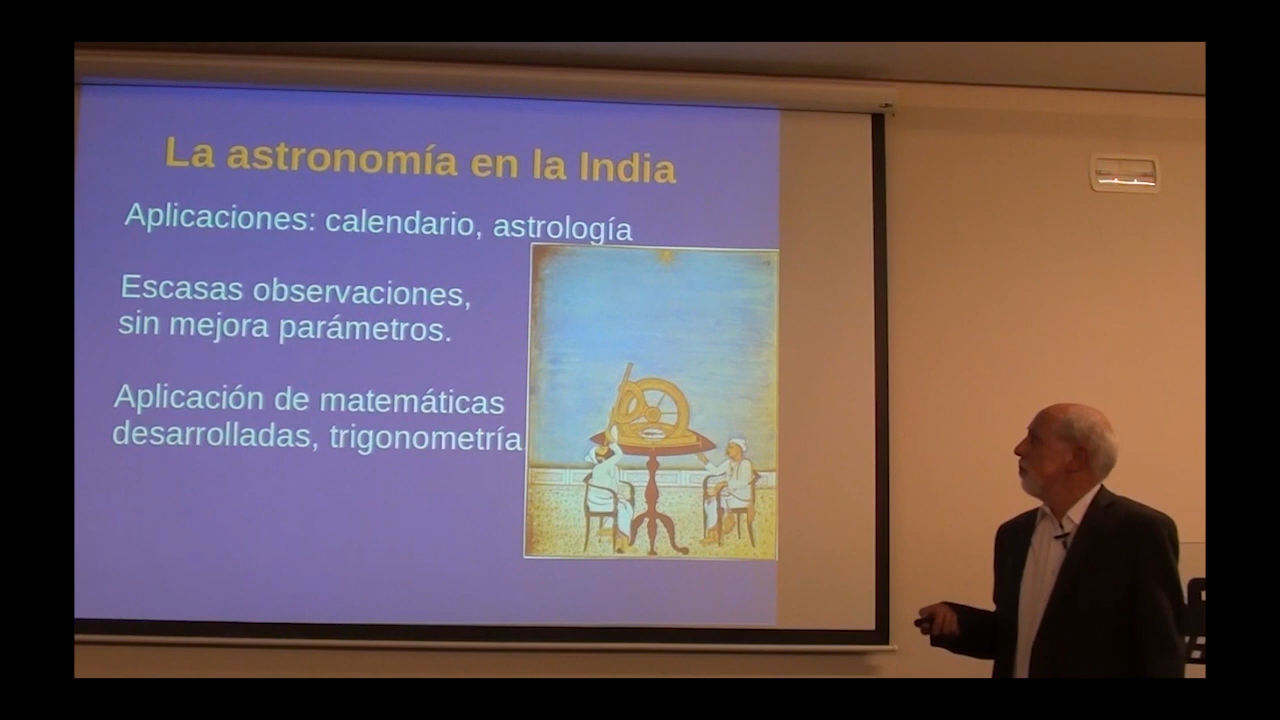 La astronomía en la India
Aplicaciones: calendario, astrología
Escasas observaciones,
sin mejora parámetros.
Aplicación de matemáticas
desarrolladas, trigonometría.